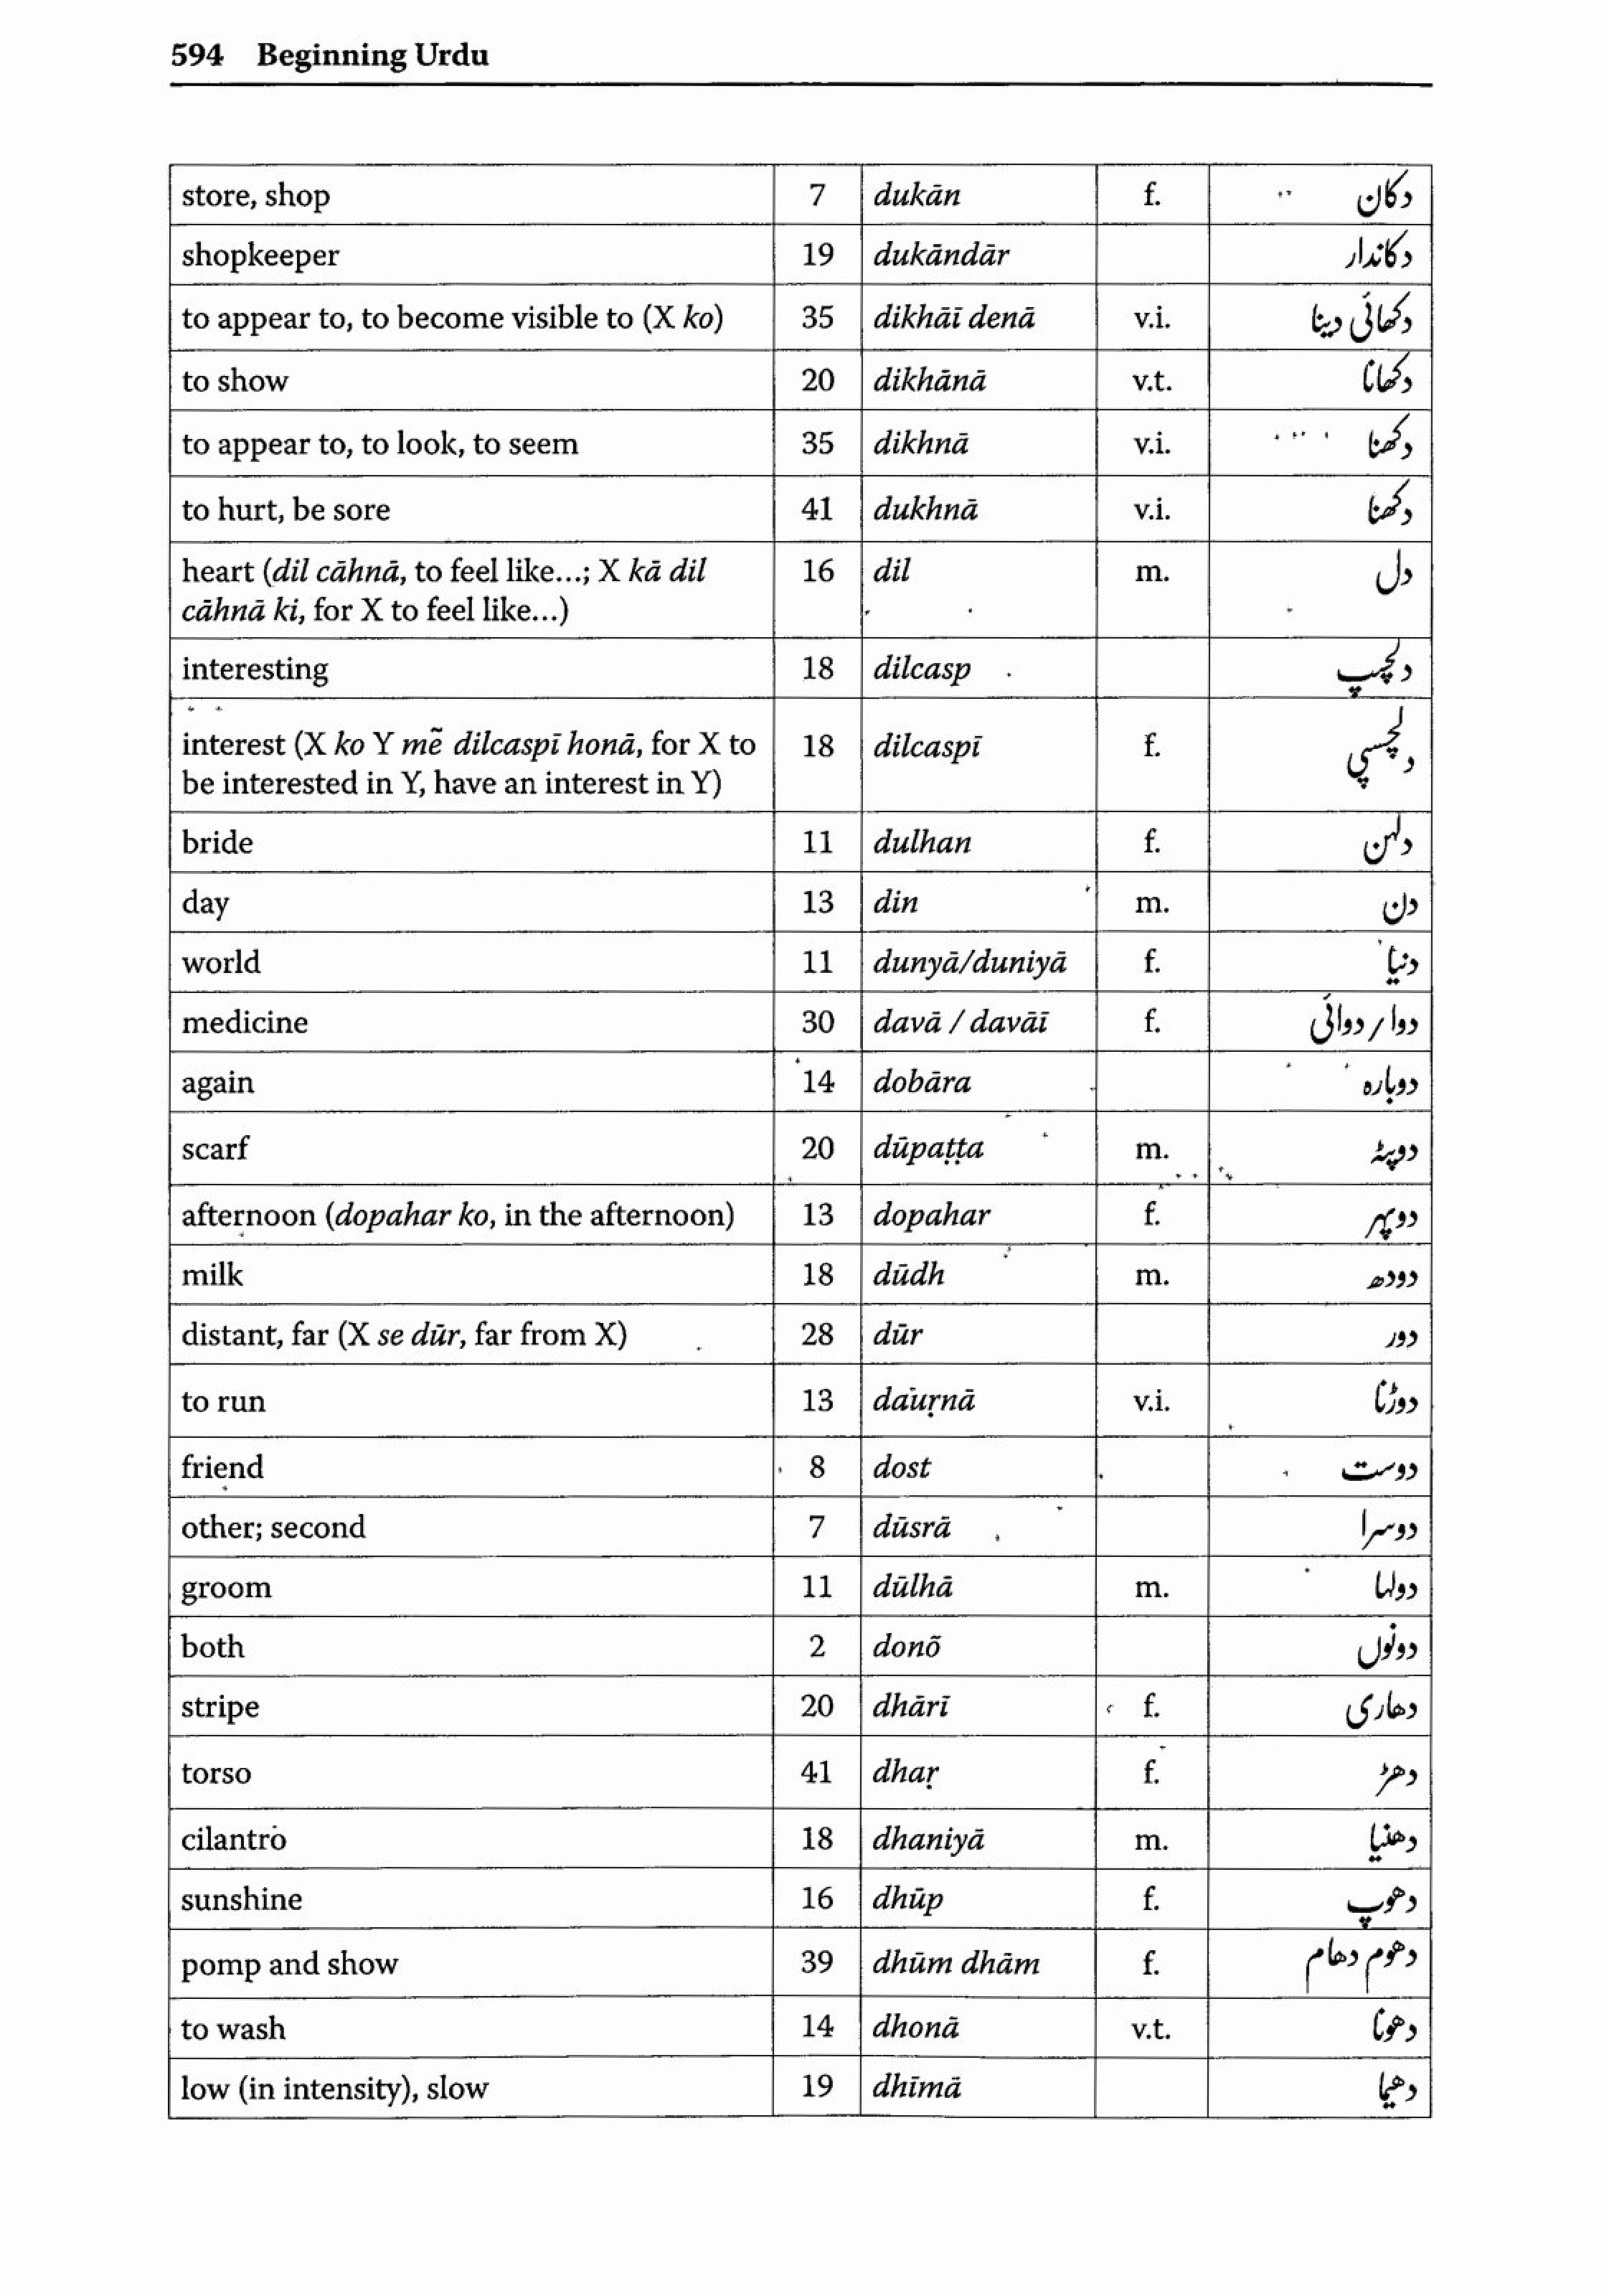 594 Beginning Urdu
store, shop 7 dukān f. دکان
shopkeeper 19 dukāndār دکاندار
to appear to, to become visible to (X ko) 35 dikhāī denā v.i. دکھائی دینا
to show 20 dikhānā v.t. دکھانا
to appear to, to look, to seem 35 dikhnā v.i. دکھنا
to hurt, be sore 41 dukhnā v.i. دکھنا
heart (dil cāhnā, to feel like...; X kā dil 16 dil m. دل
cāhnā ki, for X to feel like...)
interesting 18 dilcasp دلچسپ
interest (X ko Y mẽ dilcaspī honā, for X to 18 dilcaspī f. دلچسپی
be interested in Y, have an interest in Y)
bride 11 dulhan f. دلہن
day 13 din m. دن
world 11 dunyā/duniyā f. دنیا
medicine 30 davā / davāī f. دوا / دوائی
again 14 dobāra دوبارہ
scarf 20 dūpaṭṭa m. دوپٹہ
afternoon (dopahar ko, in the afternoon) 13 dopahar f. دوپہر
milk 18 dūdh m. دودھ
distant, far (X se dūr, far from X) 28 dūr دور
to run 13 dauṛnā v.i. دوڑنا
friend 8 dost دوست
other; second 7 dūsrā دوسرا
groom 11 dūlhā m. دولہا
both 2 donõ دونوں
stripe 20 dhārī f. دھاری
torso 41 dhaṛ f. دھڑ
cilantro 18 dhaniyā m. دھنیا
sunshine 16 dhūp f. دھوپ
pomp and show 39 dhūm dhām f. دھوم دھام
to wash 14 dhonā v.t. دھونا
low (in intensity), slow 19 dhīmā دھیما